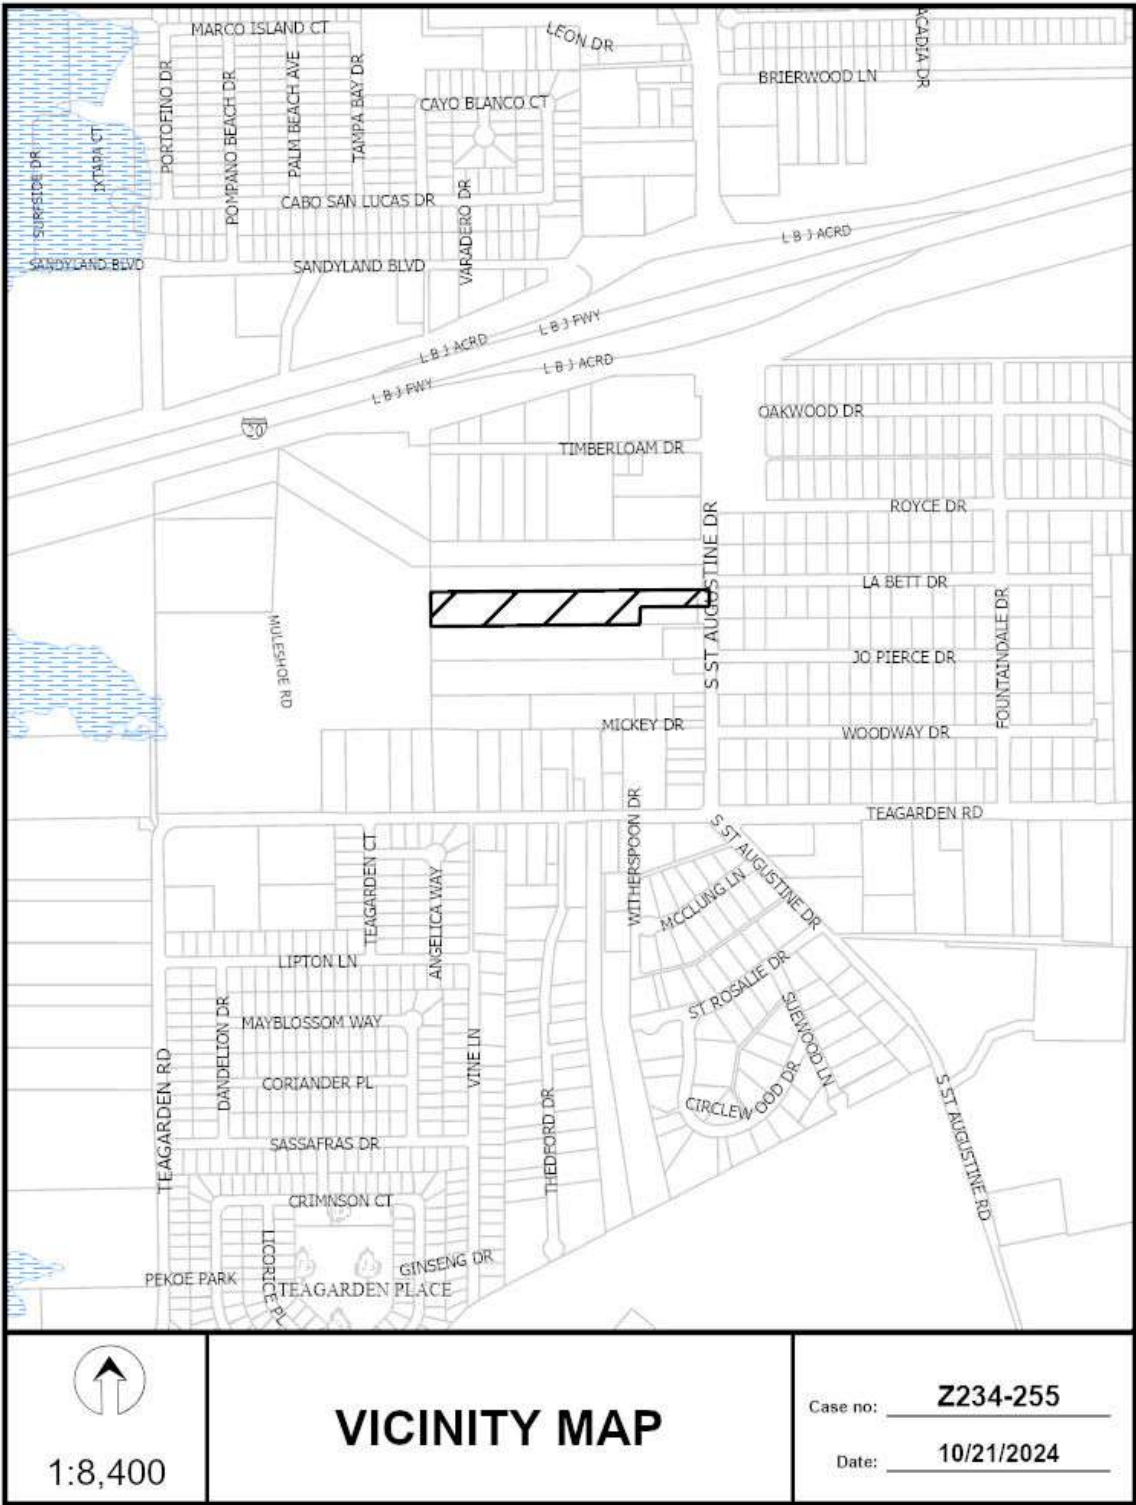 MARCO ISLAND CT
LEON DR
ACADIA DR
BRIERWOOD LN
PORTOFINO DR
POMPANO BEACH DR
PALM BEACH AVE
TAMPA BAY DR
CAYO BLANCO CT
SURFSIDE DR
IXTAPA CT
CABO SAN LUCAS DR
VARADERO DR
L B J ACRD
SANDYLAND BLVD
SANDYLAND BLVD
L B J FWY
L B J ACRD
L B J ACRD
L B J FWY
20
OAKWOOD DR
TIMBERLOAM DR
ROYCE DR
S ST AUGUSTINE DR
LA BETT DR
MULESHOE RD
FOUNTAINDALE DR
JO PIERCE DR
MICKEY DR
WOODWAY DR
TEAGARDEN RD
WITHERSPOON DR
S ST AUGUSTINE DR
TEAGARDEN CT
ANGELICA WAY
MCCLUNG LN
LIPTON LN
ST ROSALIE DR
SUEWOOD LN
DANDELION DR
MAYBLOSSOM WAY
VINE LN
CORIANDER PL
CIRCLEWOOD DR
TEAGARDEN RD
THEDFORD DR
S ST AUGUSTINE RD
SASSAFRAS DR
CRIMNSON CT
LICORICE PL
GINSENG DR
PEKOE PARK
TEAGARDEN PLACE
1:8,400
VICINITY MAP
Case no: Z234-255
Date: 10/21/2024